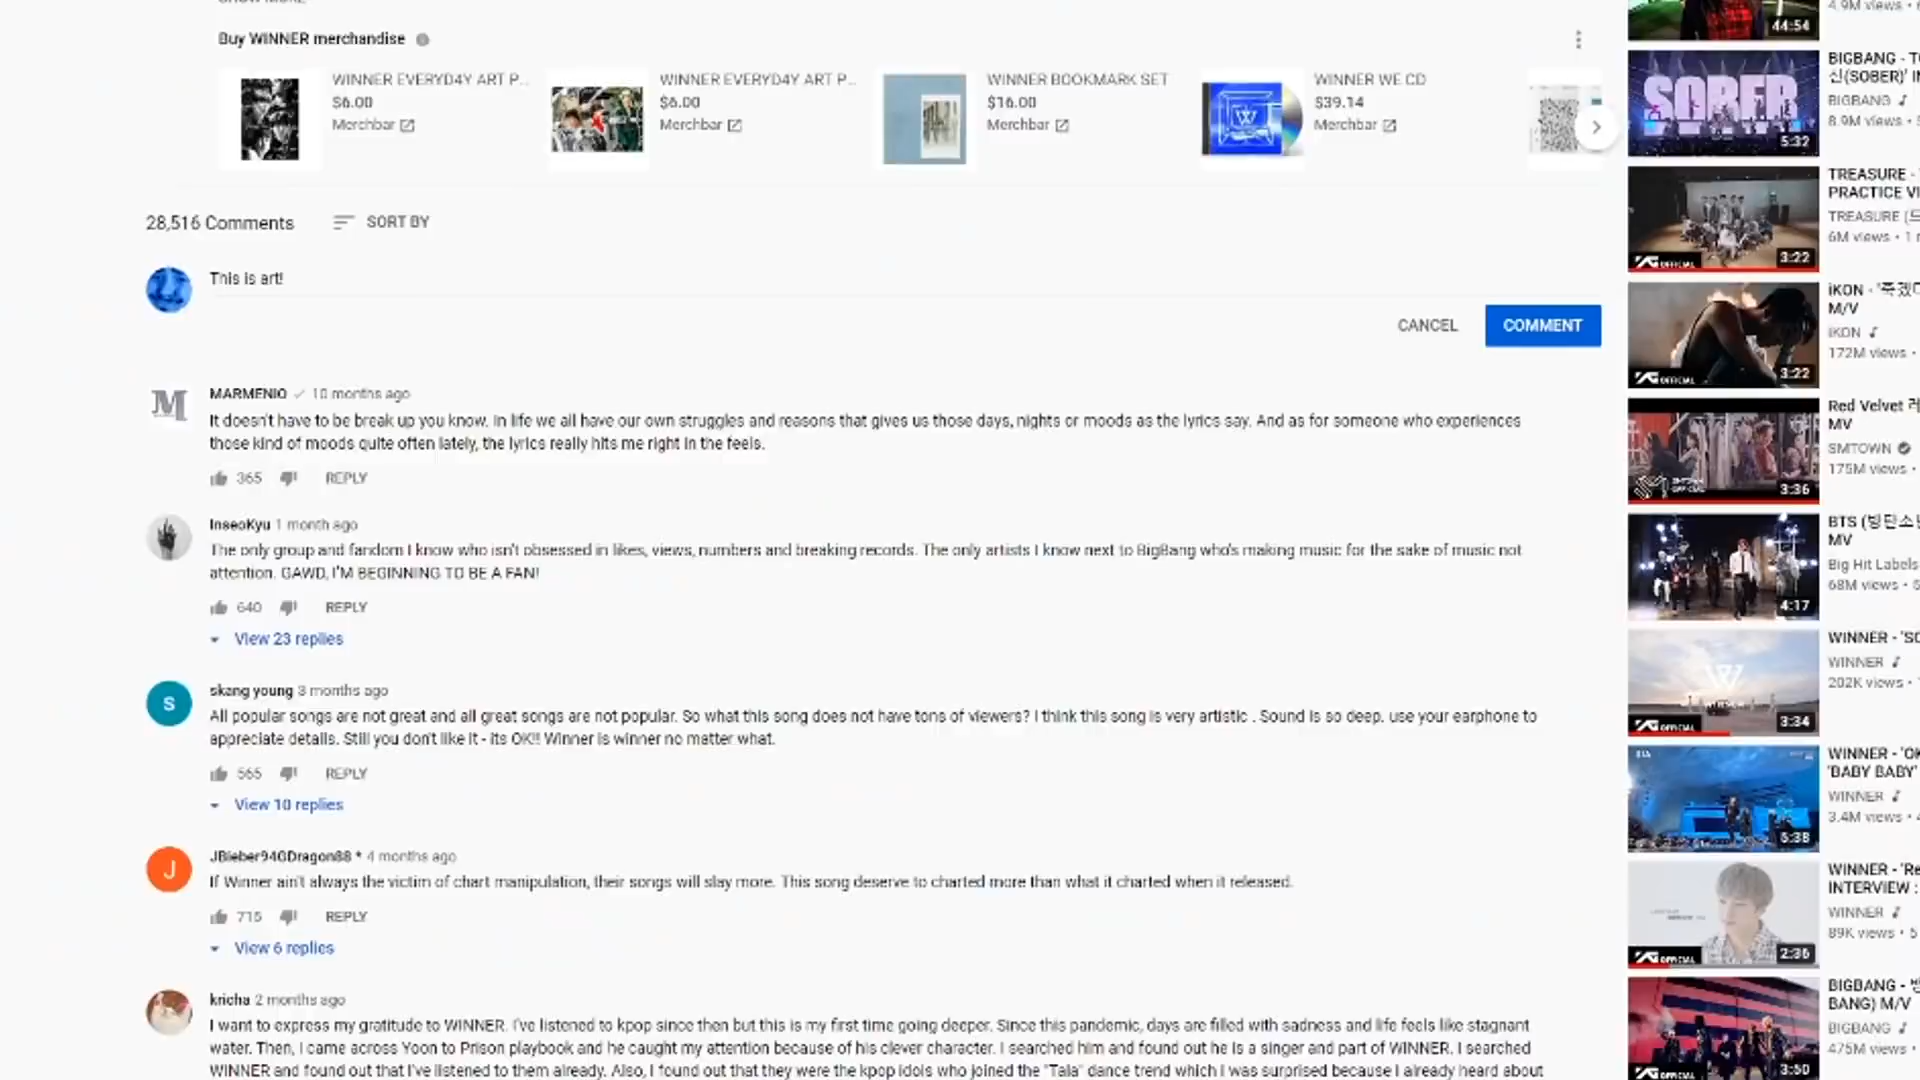 Buy WINNER merchandise
WINNER EVERYD4Y ART P...
$6.00
Merchbar
WINNER EVERYD4Y ART P...
$6.00
Merchbar
WINNER BOOKMARK SET
$16.00
Merchbar
WINNER WE CD
$39.14
Merchbar
28,516 Comments
SORT BY
This is art!
CANCEL
COMMENT
MARMENIO 10 months ago
It doesn't have to be break up you know. In life we all have our own struggles and reasons that gives us those days, nights or moods as the lyrics say. And as for someone who experiences
those kind of moods quite often lately, the lyrics really hits me right in the feels.
365
REPLY
InseoKyu 1 month ago
The only group and fandom I know who isn't obsessed in likes, views, numbers and breaking records. The only artists I know next to BigBang who's making music for the sake of music not
attention. GAWD, I'M BEGINNING TO BE A FAN!
640
REPLY
View 23 replies
S
skang young 3 months ago
All popular songs are not great and all great songs are not popular. So what this song does not have tons of viewers? I think this song is very artistic . Sound is so deep. use your earphone to
appreciate details. Still you don't like it - its OK!! Winner is winner no matter what.
565
REPLY
View 10 replies
J
JBieber94GDragon88 * 4 months ago
If Winner ain't always the victim of chart manipulation, their songs will slay more. This song deserve to charted more than what it charted when it released.
715
REPLY
View 6 replies
kricha 2 months ago
I want to express my gratitude to WINNER. I've listened to kpop since then but this is my first time going deeper. Since this pandemic, days are filled with sadness and life feels like stagnant
water. Then, I came across Yoon to Prison playbook and he caught my attention because of his clever character. I searched him and found out he is a singer and part of WINNER. I searched
WINNER and found out that I've listened to them already. Also, I found out that they were the kpop idols who joined the "Tala" dance trend which I was surprised because I already heard about
44:54
4.9M views •
SOBER
5:32
BIGBANG -
신(SOBER)'
BIGBANG
8.9M views •
YG OFFICIAL
3:22
TREASURE -
PRACTICE
TREASURE
6M views • 1
YG OFFICIAL
3:22
iKON -
M/V
iKON
172M views •
3:36
Red Velvet
MV
SMTOWN
175M views •
4:17
BTS
MV
Big Hit Labels
68M views •
W
3:34
WINNER -
WINNER
202K views •
5:38
WINNER -
'BABY BABY'
WINNER
3.4M views •
YG OFFICIAL
2:36
WINNER - 'Re
INTERVIEW :
WINNER
89K views • 5
3:50
BIGBANG -
BANG) M/V
BIGBANG
475M views •